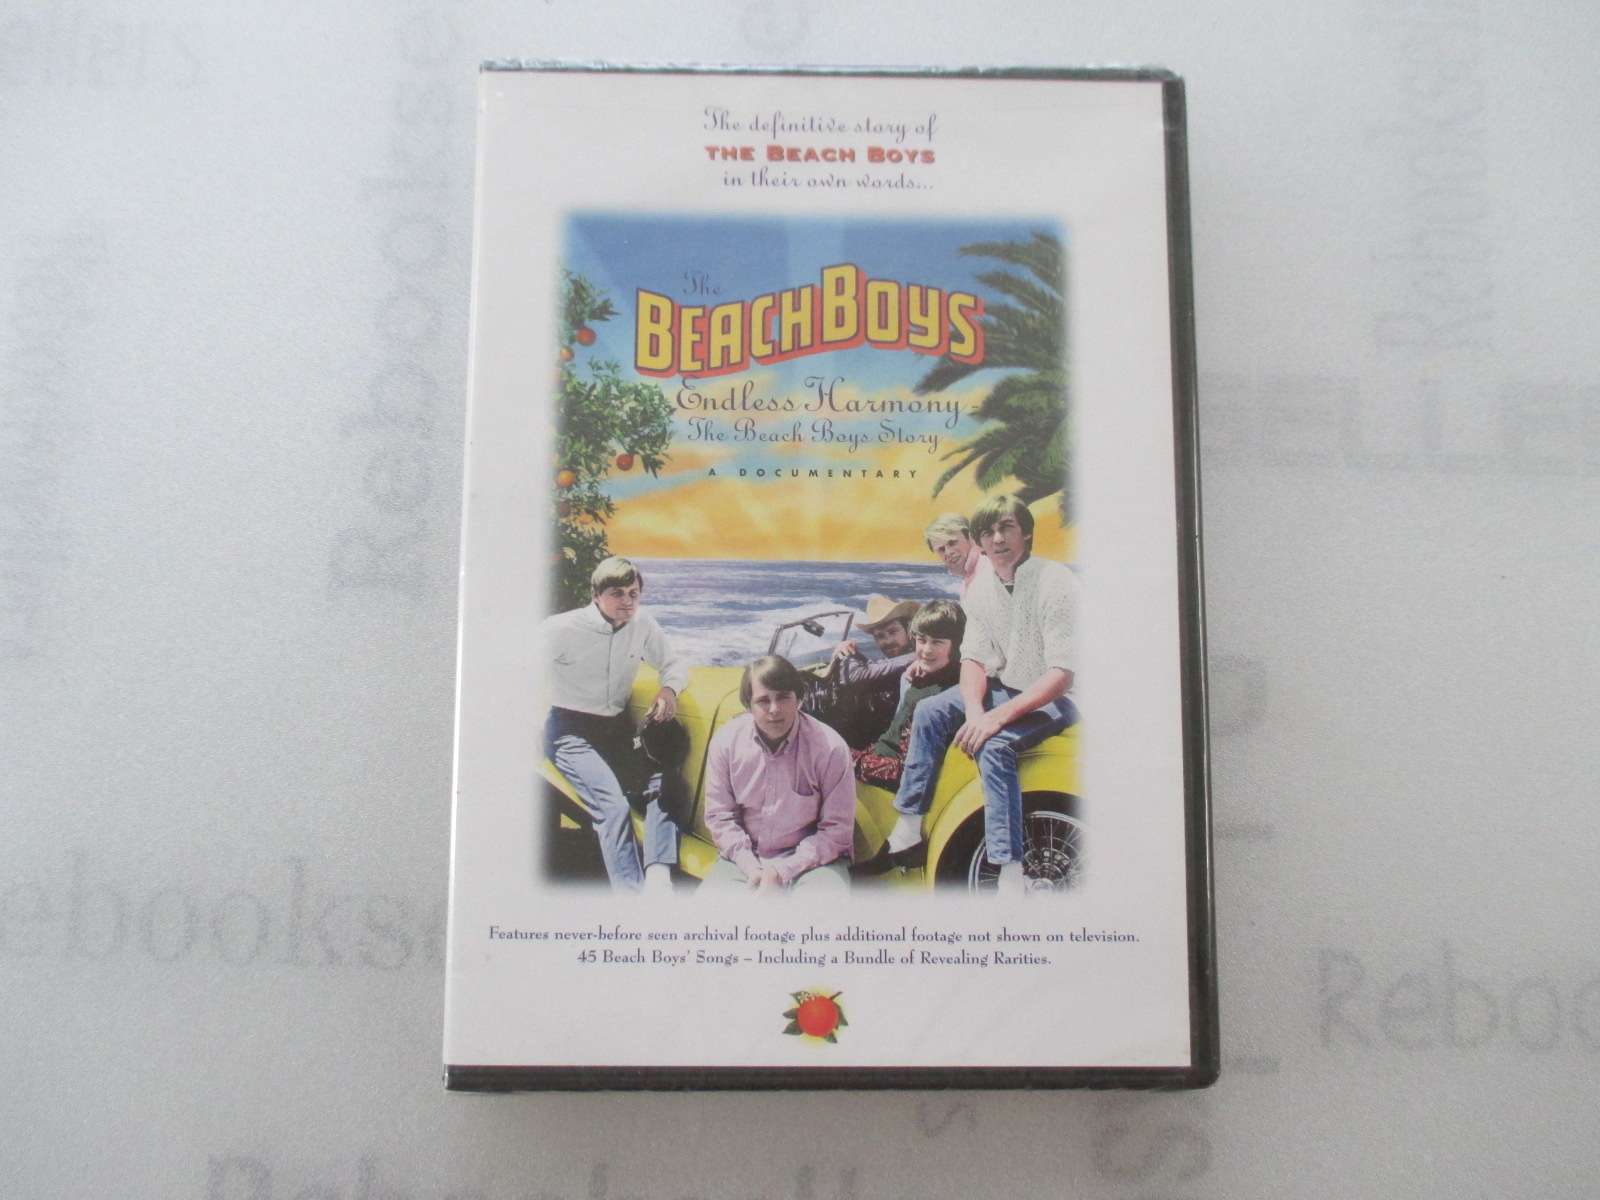 The definitive story of
THE BEACH BOYS
in their own words...
The
BEACH BOYS
Endless Harmony -
The Beach Boys Story
A DOCUMENTARY
Features never-before seen archival footage plus additional footage not shown on television.
45 Beach Boys' Songs – Including a Bundle of Revealing Rarities.
ebooks
Reboo